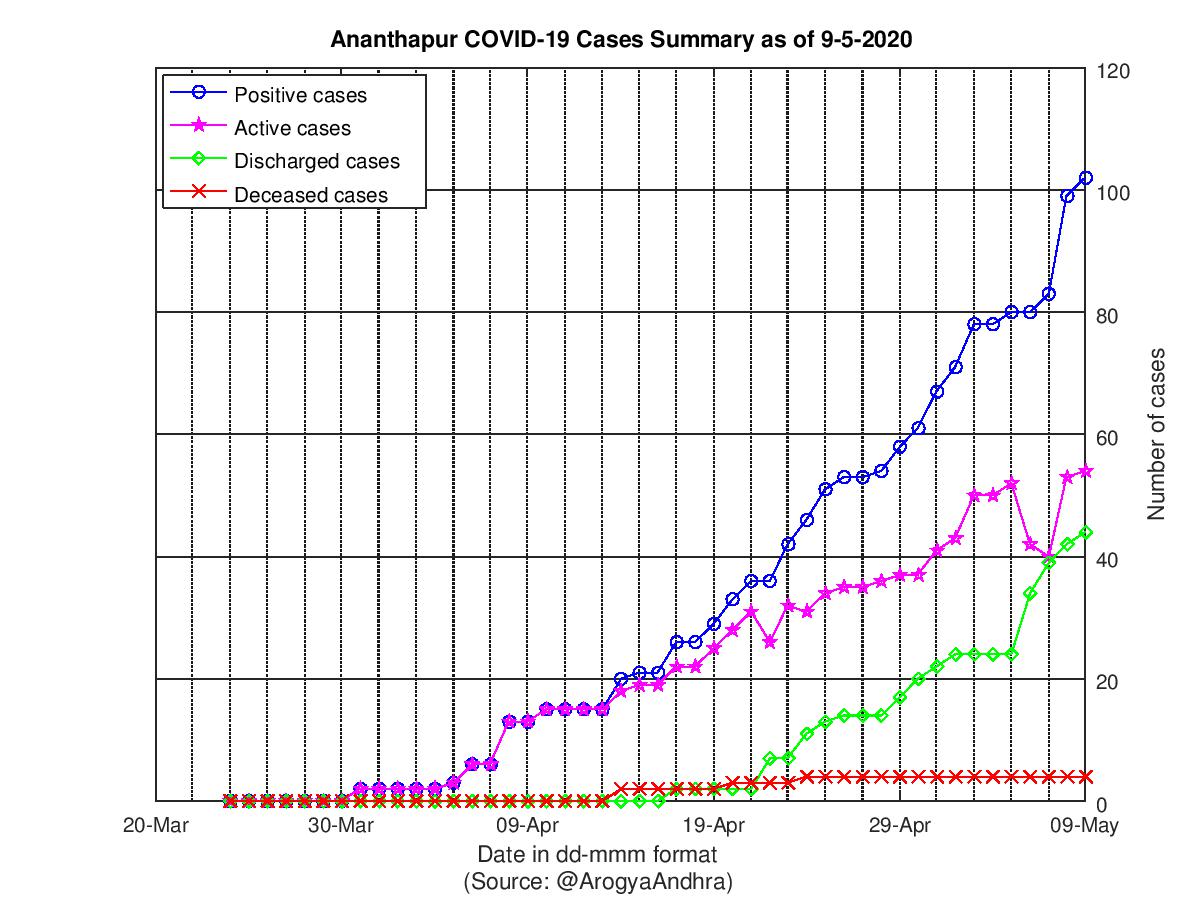 Ananthapur COVID-19 Cases Summary as of 9-5-2020
Positive cases
Active cases
Discharged cases
Deceased cases
120
100
80
60
40
20
0
Number of cases
20-Mar 30-Mar 09-Apr 19-Apr 29-Apr 09-May
Date in dd-mmm format
(Source: @ArogyaAndhra)